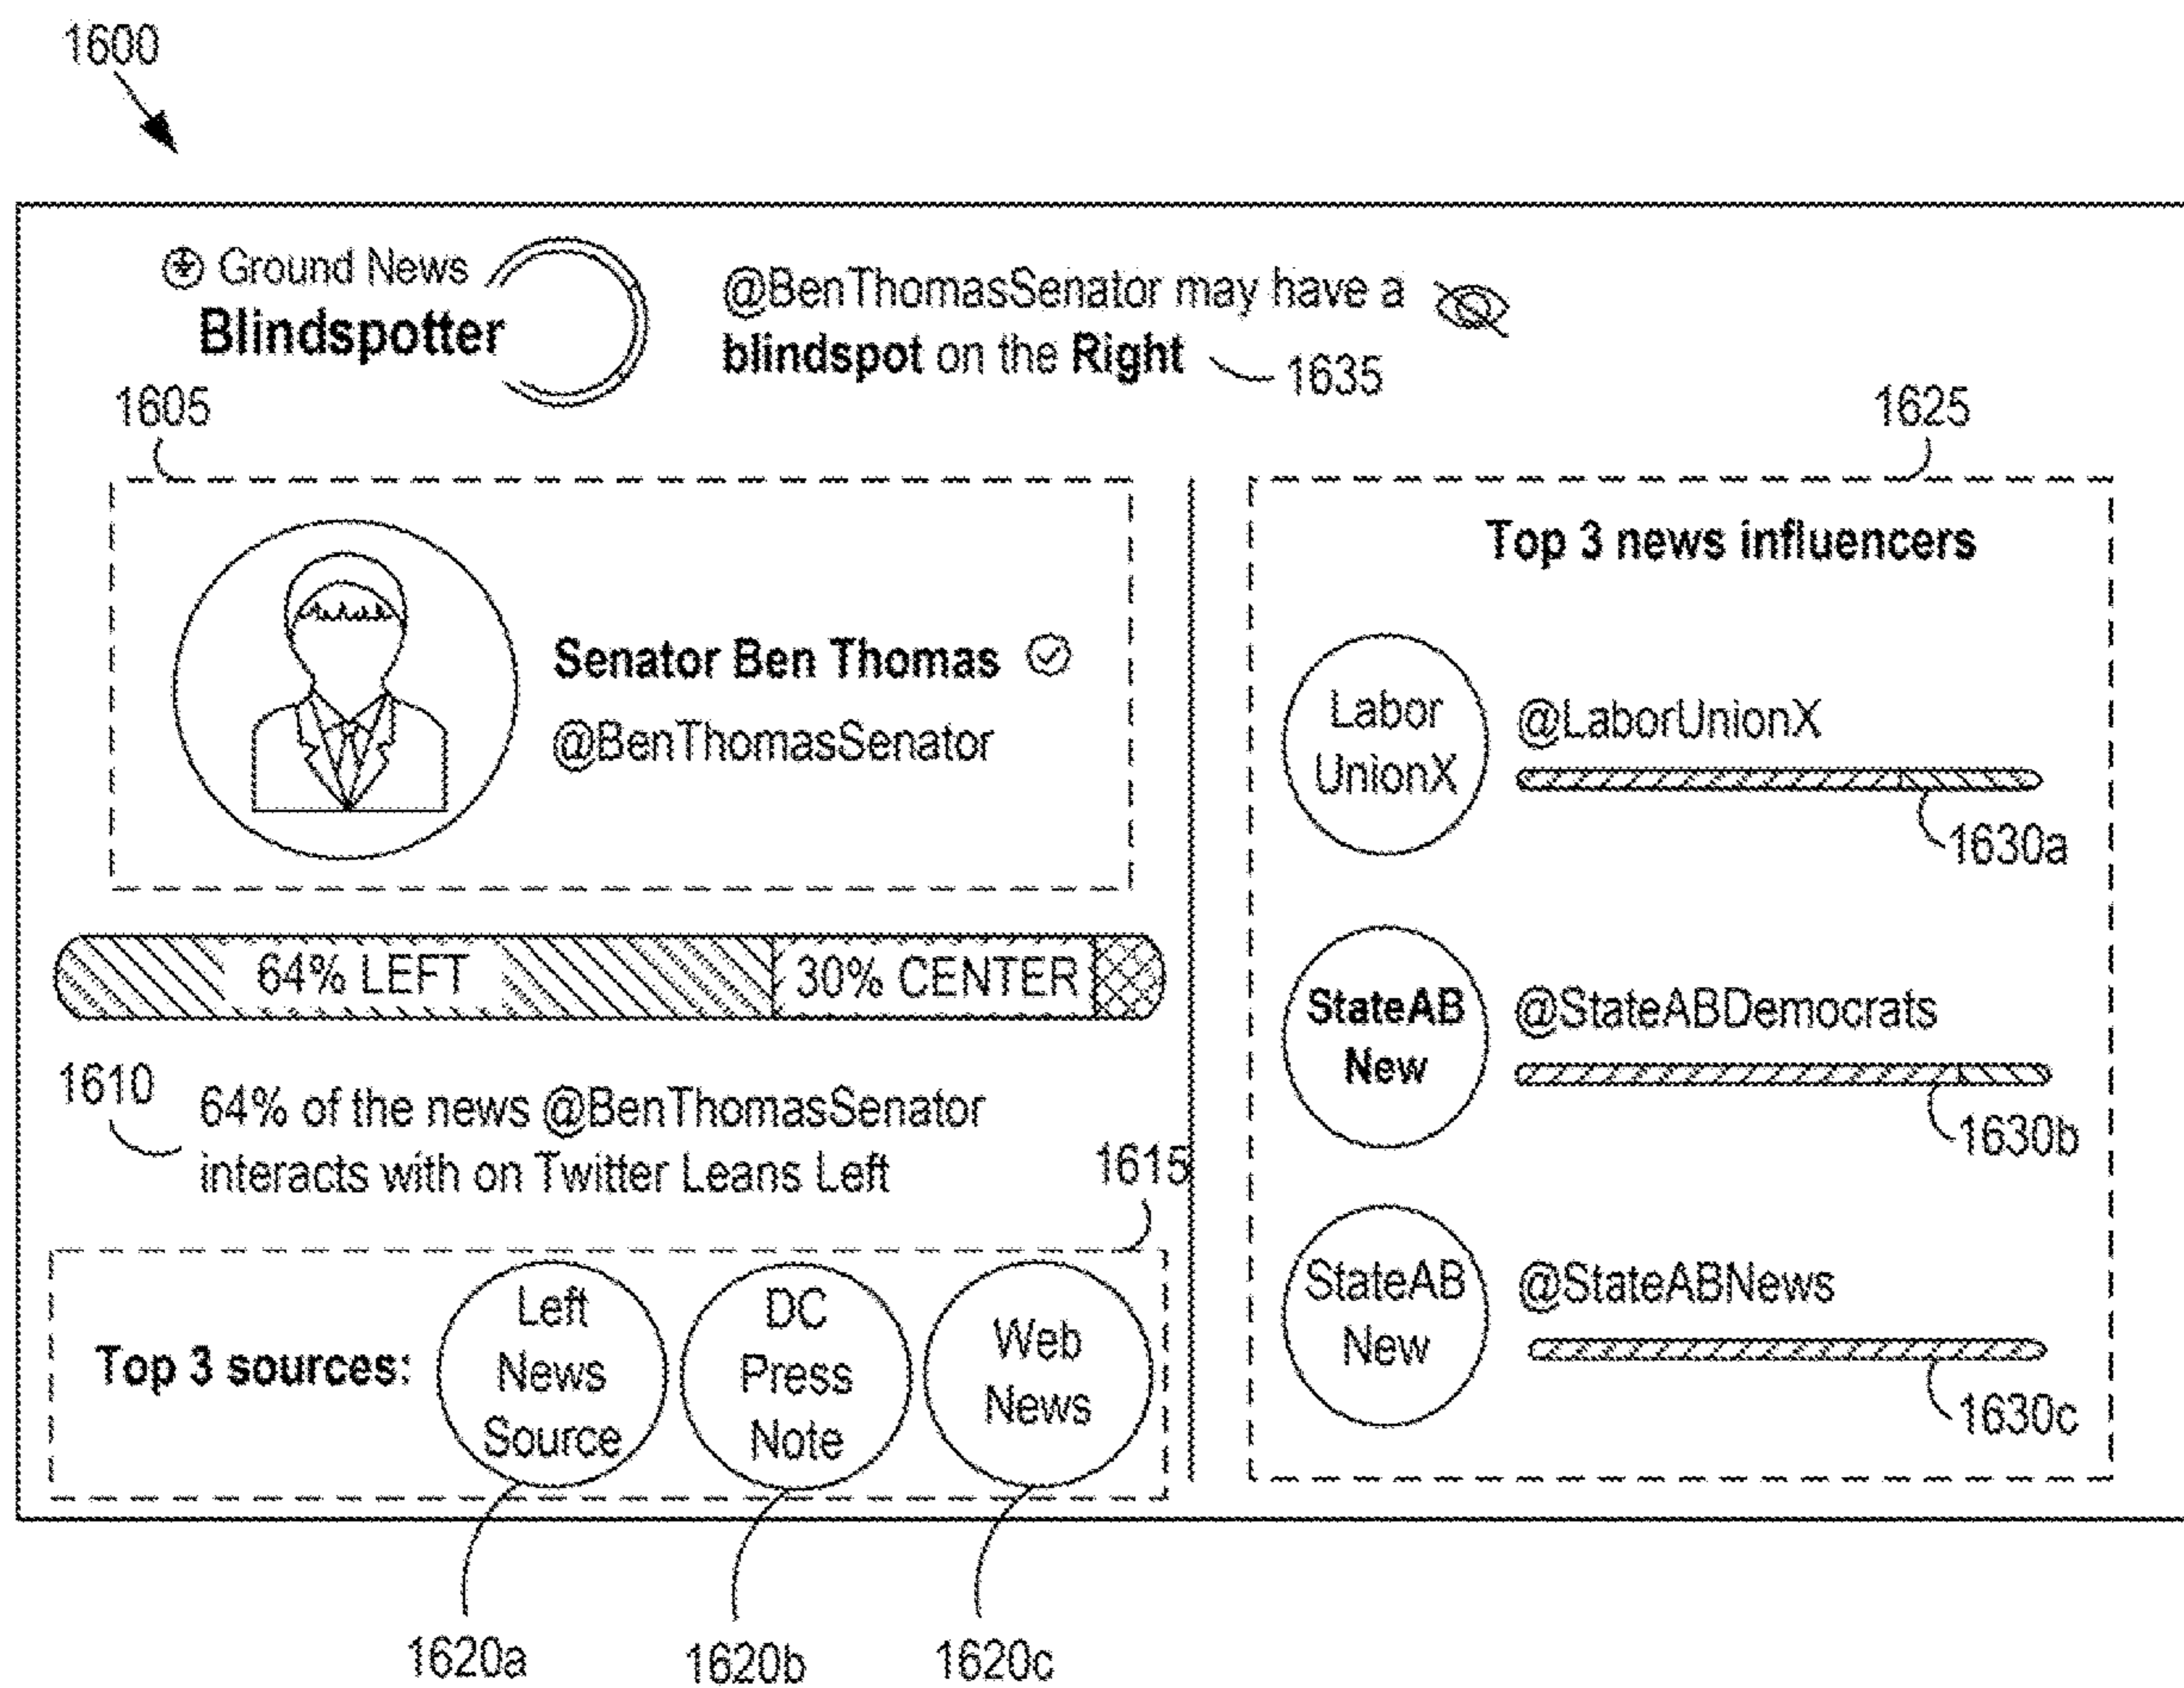 1600
Ground News
Blindspotter
@BenThomasSenator may have a
blindspot on the Right
1635
1605
Senator Ben Thomas
@BenThomasSenator
64% LEFT
30% CENTER
1610
64% of the news @BenThomasSenator
interacts with on Twitter Leans Left
1615
Top 3 sources:
Left
News
Source
DC
Press
Note
Web
News
1620a
1620b
1620c
1625
Top 3 news influencers
Labor
UnionX
@LaborUnionX
1630a
StateAB
New
@StateABDemocrats
1630b
StateAB
New
@StateABNews
1630c